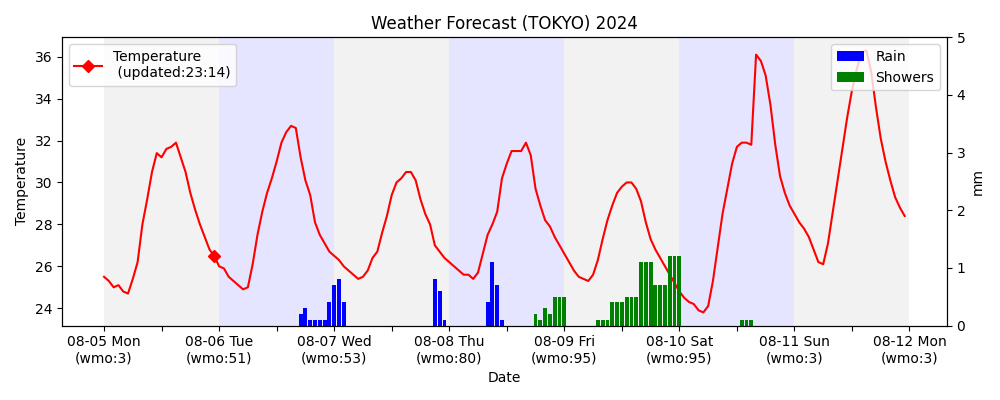 Weather Forecast (TOKYO) 2024
Temperature
(updated:23:14)
Rain
Showers
36
34
32
30
28
26
24
Temperature
5
4
3
2
1
0
mm
08-05 Mon
(wmo:3)
08-06 Tue
(wmo:51)
08-07 Wed
(wmo:53)
08-08 Thu
(wmo:80)
08-09 Fri
(wmo:95)
08-10 Sat
(wmo:95)
08-11 Sun
(wmo:3)
08-12 Mon
(wmo:3)
Date